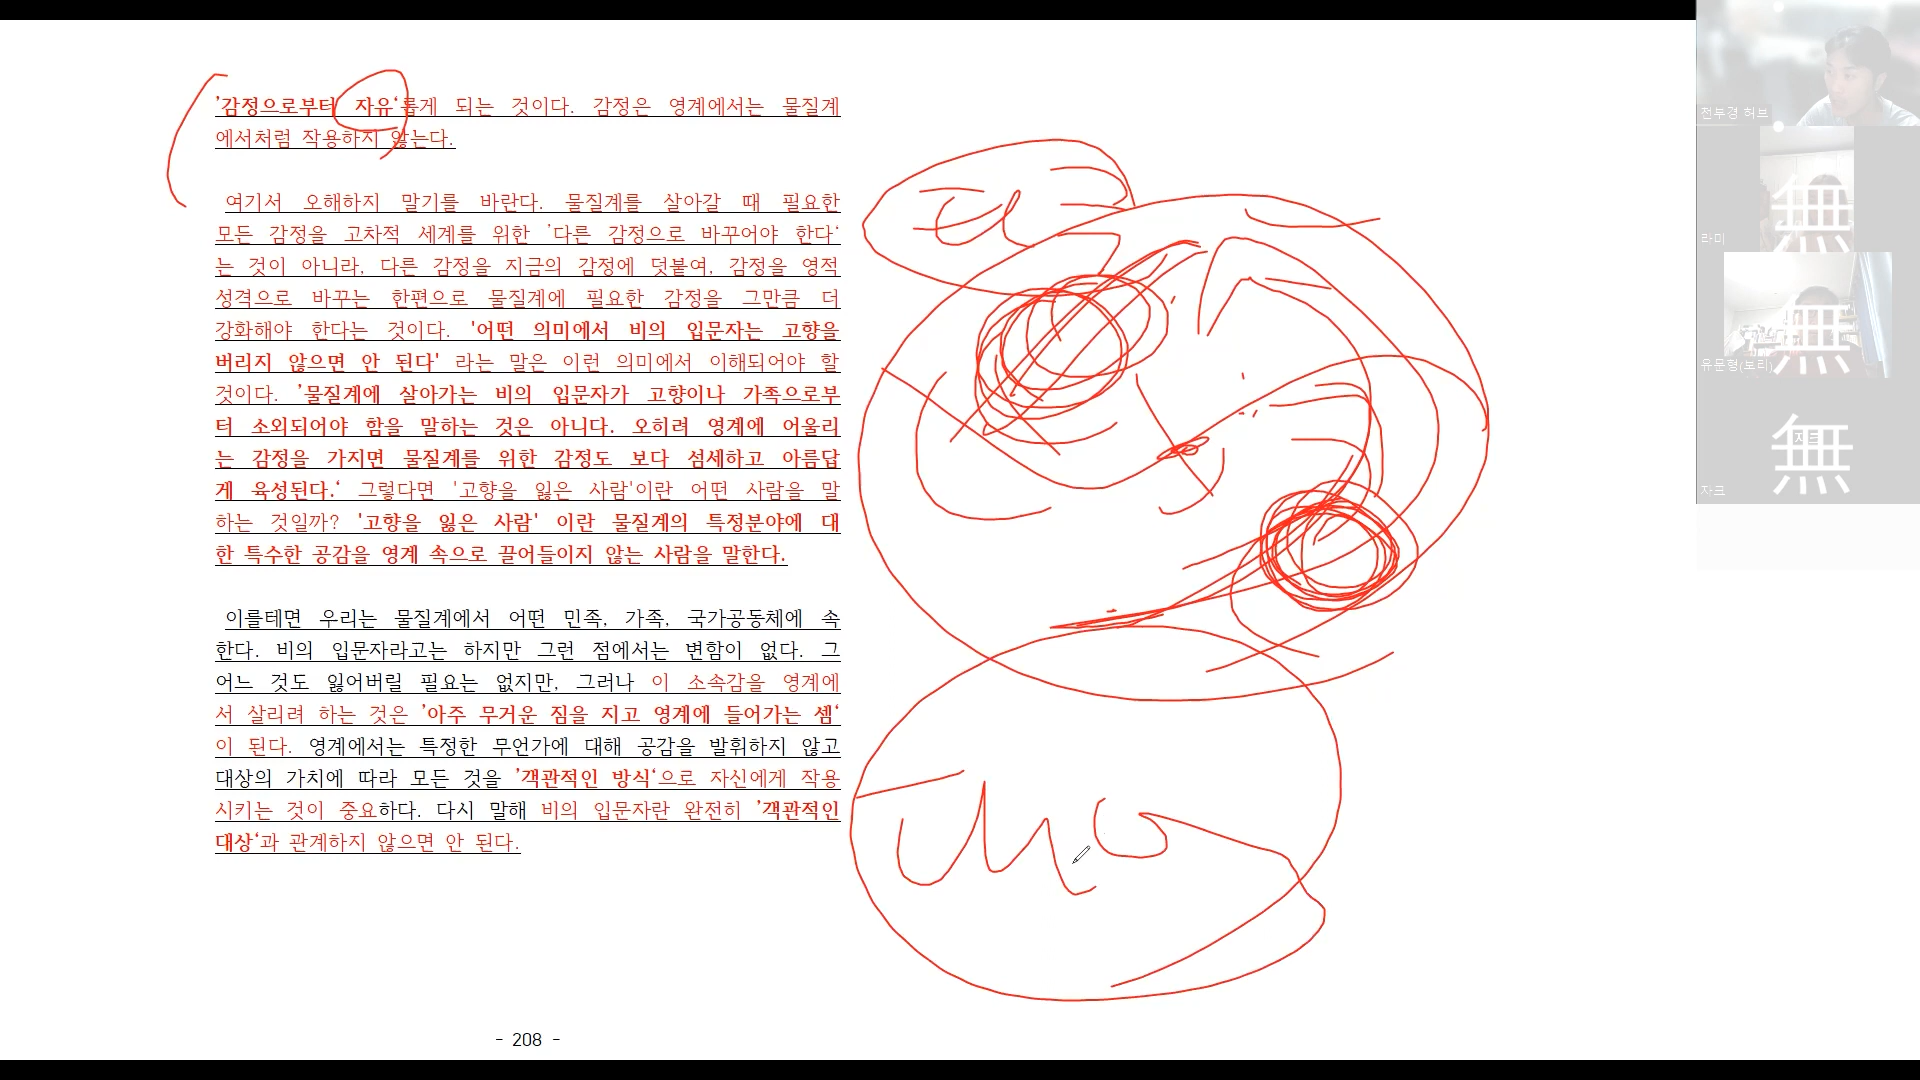 ’감정으로부터 자유‘롭게 되는 것이다. 감정은 영계에서는 물질계
에서처럼 작용하지 않는다.
여기서 오해하지 말기를 바란다. 물질계를 살아갈 때 필요한
모든 감정을 고차적 세계를 위한 ’다른 감정으로 바꾸어야 한다‘
는 것이 아니라, 다른 감정을 지금의 감정에 덧붙여, 감정을 영적
성격으로 바꾸는 한편으로 물질계에 필요한 감정을 그만큼 더
강화해야 한다는 것이다. '어떤 의미에서 비의 입문자는 고향을
버리지 않으면 안 된다' 라는 말은 이런 의미에서 이해되어야 할
것이다. ’물질계에 살아가는 비의 입문자가 고향이나 가족으로부
터 소외되어야 함을 말하는 것은 아니다. 오히려 영계에 어울리
는 감정을 가지면 물질계를 위한 감정도 보다 섬세하고 아름답
게 육성된다.‘ 그렇다면 '고향을 잃은 사람'이란 어떤 사람을 말
하는 것일까? '고향을 잃은 사람' 이란 물질계의 특정분야에 대
한 특수한 공감을 영계 속으로 끌어들이지 않는 사람을 말한다.
이를테면 우리는 물질계에서 어떤 민족, 가족, 국가공동체에 속
한다. 비의 입문자라고는 하지만 그런 점에서는 변함이 없다. 그
어느 것도 잃어버릴 필요는 없지만, 그러나 이 소속감을 영계에
서 살리려 하는 것은 ’아주 무거운 짐을 지고 영계에 들어가는 셈‘
이 된다. 영계에서는 특정한 무언가에 대해 공감을 발휘하지 않고
대상의 가치에 따라 모든 것을 ’객관적인 방식‘으로 자신에게 작용
시키는 것이 중요하다. 다시 말해 비의 입문자란 완전히 ’객관적인
대상‘과 관계하지 않으면 안 된다.
- 208 -
전투경 허브
無
라미
無
유문형(보리)
無
자크